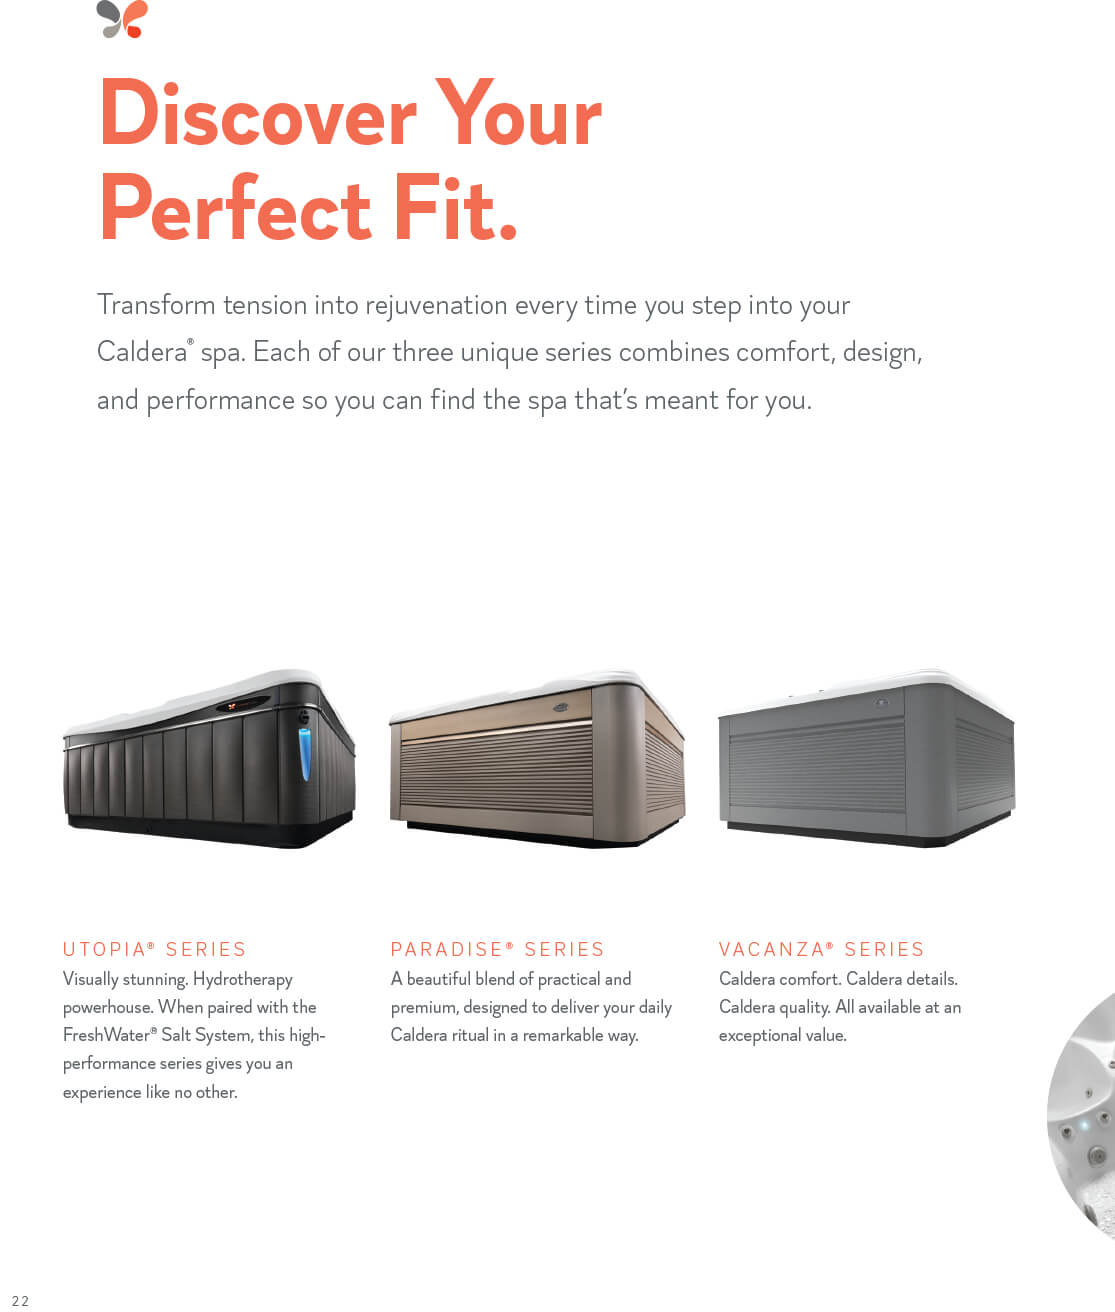 Discover Your
Perfect Fit.
Transform tension into rejuvenation every time you step into your
Caldera® spa. Each of our three unique series combines comfort, design,
and performance so you can find the spa that’s meant for you.
UTOPIA® SERIES
Visually stunning. Hydrotherapy
powerhouse. When paired with the
FreshWater® Salt System, this high-
performance series gives you an
experience like no other.
PARADISE® SERIES
A beautiful blend of practical and
premium, designed to deliver your daily
Caldera ritual in a remarkable way.
VACANZA® SERIES
Caldera comfort. Caldera details.
Caldera quality. All available at an
exceptional value.
22